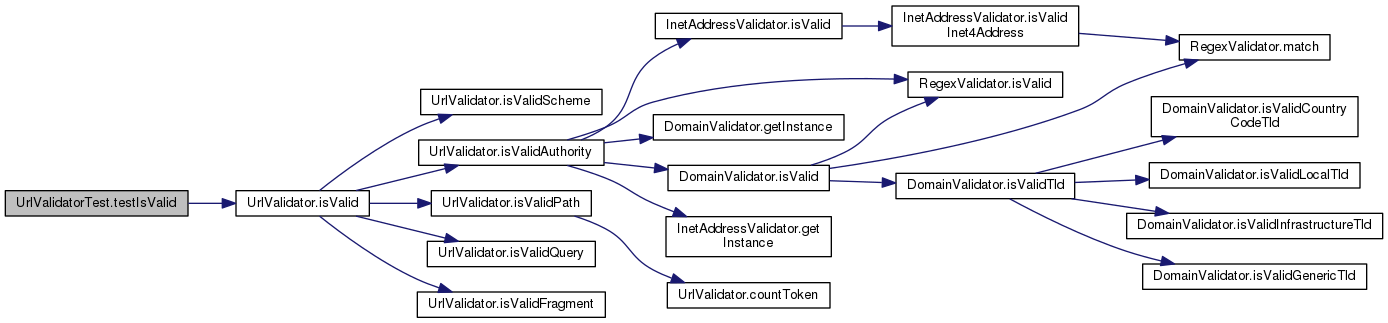 UrlValidatorTest.testIsValid
UrlValidator.isValid
UrlValidator.isValidScheme
UrlValidator.isValidAuthority
UrlValidator.isValidPath
UrlValidator.isValidQuery
UrlValidator.isValidFragment
InetAddressValidator.isValid
DomainValidator.getInstance
DomainValidator.isValid
InetAddressValidator.get
Instance
UrlValidator.countToken
InetAddressValidator.isValid
Inet4Address
RegexValidator.isValid
DomainValidator.isValidTld
RegexValidator.match
DomainValidator.isValidCountry
CodeTld
DomainValidator.isValidLocalTld
DomainValidator.isValidInfrastructureTld
DomainValidator.isValidGenericTld